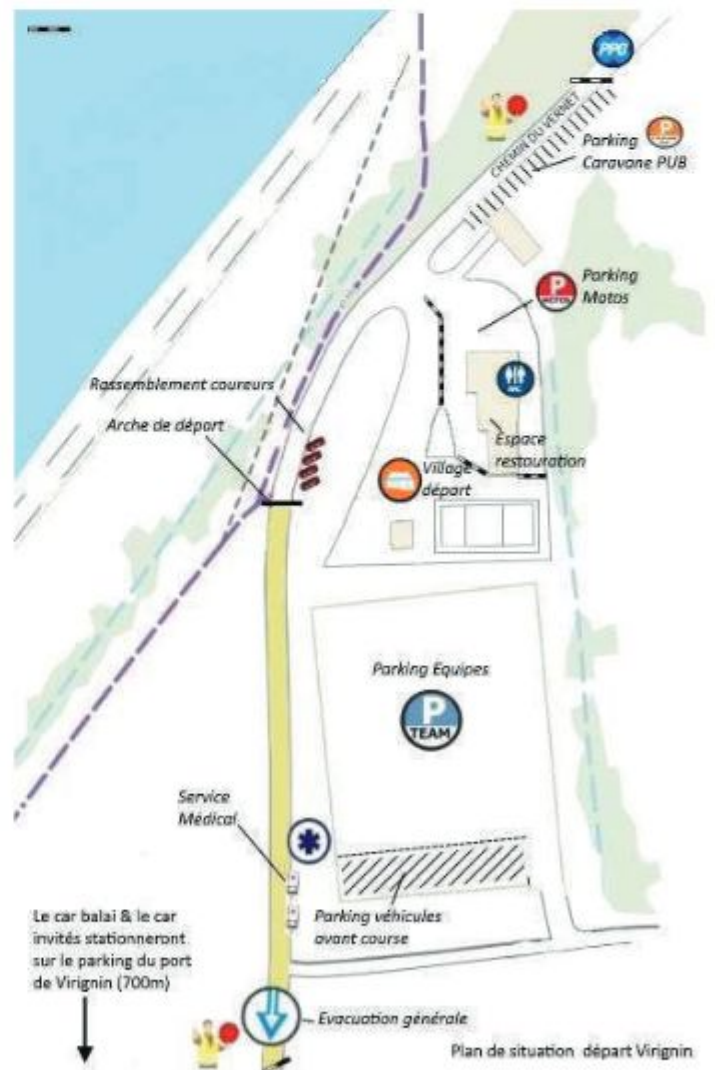 PPG
CHEMIN DU VERNET
P
Parking
Caravane PUB
P
MOTOS
Parking
Motos
Rassemblement coureurs
Arche de départ
Espace
restauration
Village
départ
Parking Equipes
P
TEAM
Service
Médical
Parking véhicules
avant course
Le car balai & le car
invités stationneront
sur le parking du port
de Virignin (700m)
Evacuation générale
Plan de situation départ Virignin